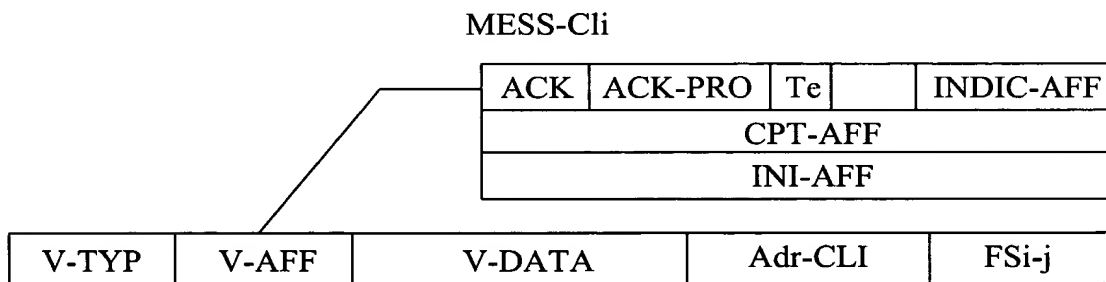 MESS-Cli
ACK ACK-PRO Te INDIC-AFF
CPT-AFF
INI-AFF
V-TYP V-AFF V-DATA Adr-CLI FSi-j